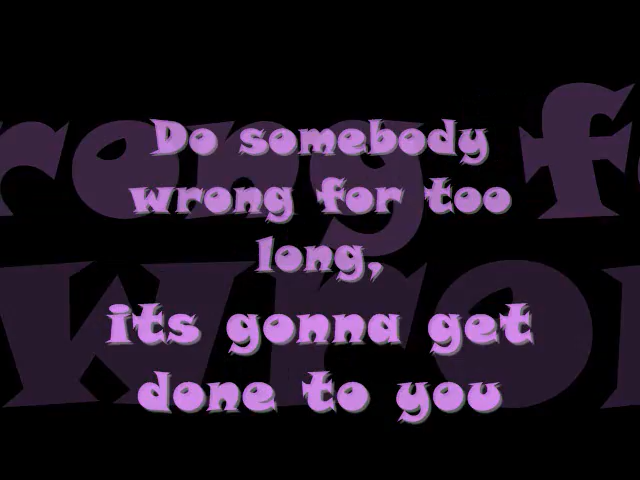 Do somebody
wrong for too
long,
its gonna get
done to you